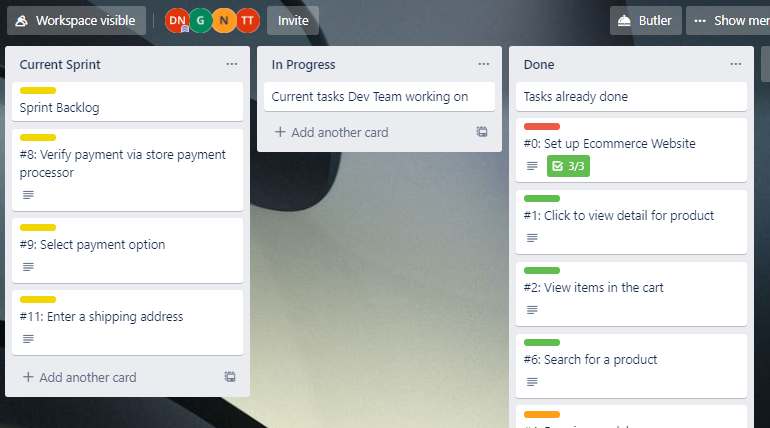 Workspace visible
DN
G
N
TT
Invite
Butler
Show
Current Sprint
Sprint Backlog
#8: Verify payment via store payment
processor
#9: Select payment option
#11: Enter a shipping address
+ Add another card
In Progress
Current tasks Dev Team working on
+ Add another card
Done
Tasks already done
#0: Set up Ecommerce Website
3/3
#1: Click to view detail for product
#2: View items in the cart
#6: Search for a product